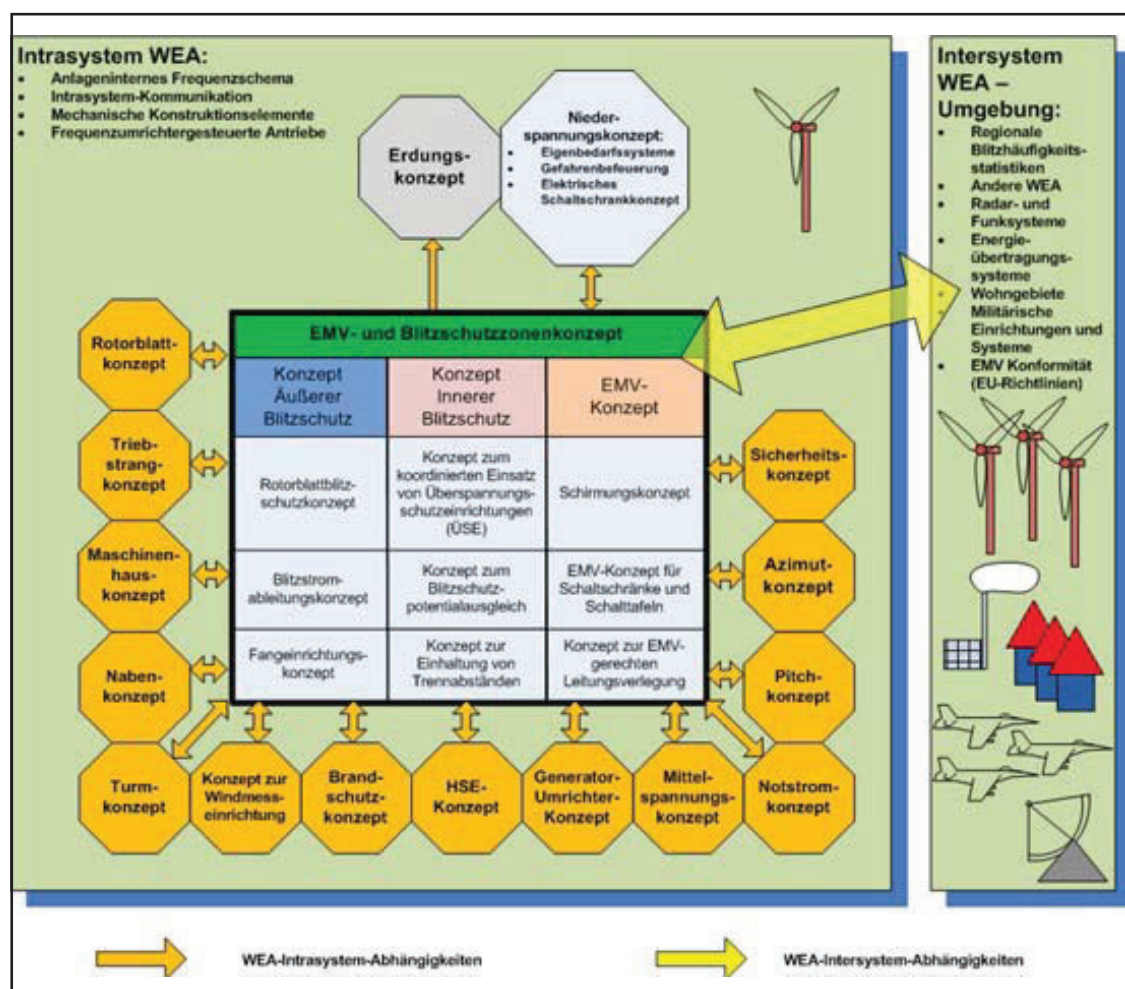 Intrasystem WEA:
• Anlageninternes Frequenzschema
• Intrasystem-Kommunikation
• Mechanische Konstruktionselemente
• Frequenzumrichtergesteuerte Antriebe
Erdungs-
konzept
Nieder-
spannungskonzept:
• Eigenbedarfssysteme
• Gefahrenbefeuerung
• Elektrisches
Schaltschrankkonzept
Intersystem
WEA –
Umgebung:
• Regionale
Blitzhäufigkeits-
statistiken
• Andere WEA
• Radar- und
Funksysteme
• Energie-
übertragungs-
systeme
• Wohngebiete
• Militärische
Einrichtungen und
Systeme
• EMV Konformität
(EU-Richtlinien)
EMV- und Blitzschutzzonenkonzept
Konzept
Äußerer
Blitzschutz
Konzept
Innerer
Blitzschutz
EMV-
Konzept
Rotorblattblitz-
schutzkonzept
Konzept zum
koordinierten Einsatz
von Überspannungs-
schutzeinrichtungen
(ÜSE)
Schirmungskonzept
Blitzstrom-
ableitungskonzept
Konzept zum
Blitzschutz-
potentialausgleich
EMV-Konzept für
Schaltschränke und
Schalttafeln
Fangeinrichtungs-
konzept
Konzept zur
Einhaltung von
Trennabständen
Konzept zur EMV-
gerechten
Leitungsverlegung
Rotorblatt-
konzept
Trieb-
strang-
konzept
Maschinen-
haus-
konzept
Naben-
konzept
Turm-
konzept
Konzept zur
Windmess-
einrichtung
Brand-
schutz-
konzept
HSE-
Konzept
Generator-
Umrichter-
Konzept
Mittel-
spannungs-
konzept
Notstrom-
konzept
Sicherheits-
konzept
Azimut-
konzept
Pitch-
konzept
WEA-Intrasystem-Abhängigkeiten
WEA-Intersystem-Abhängigkeiten